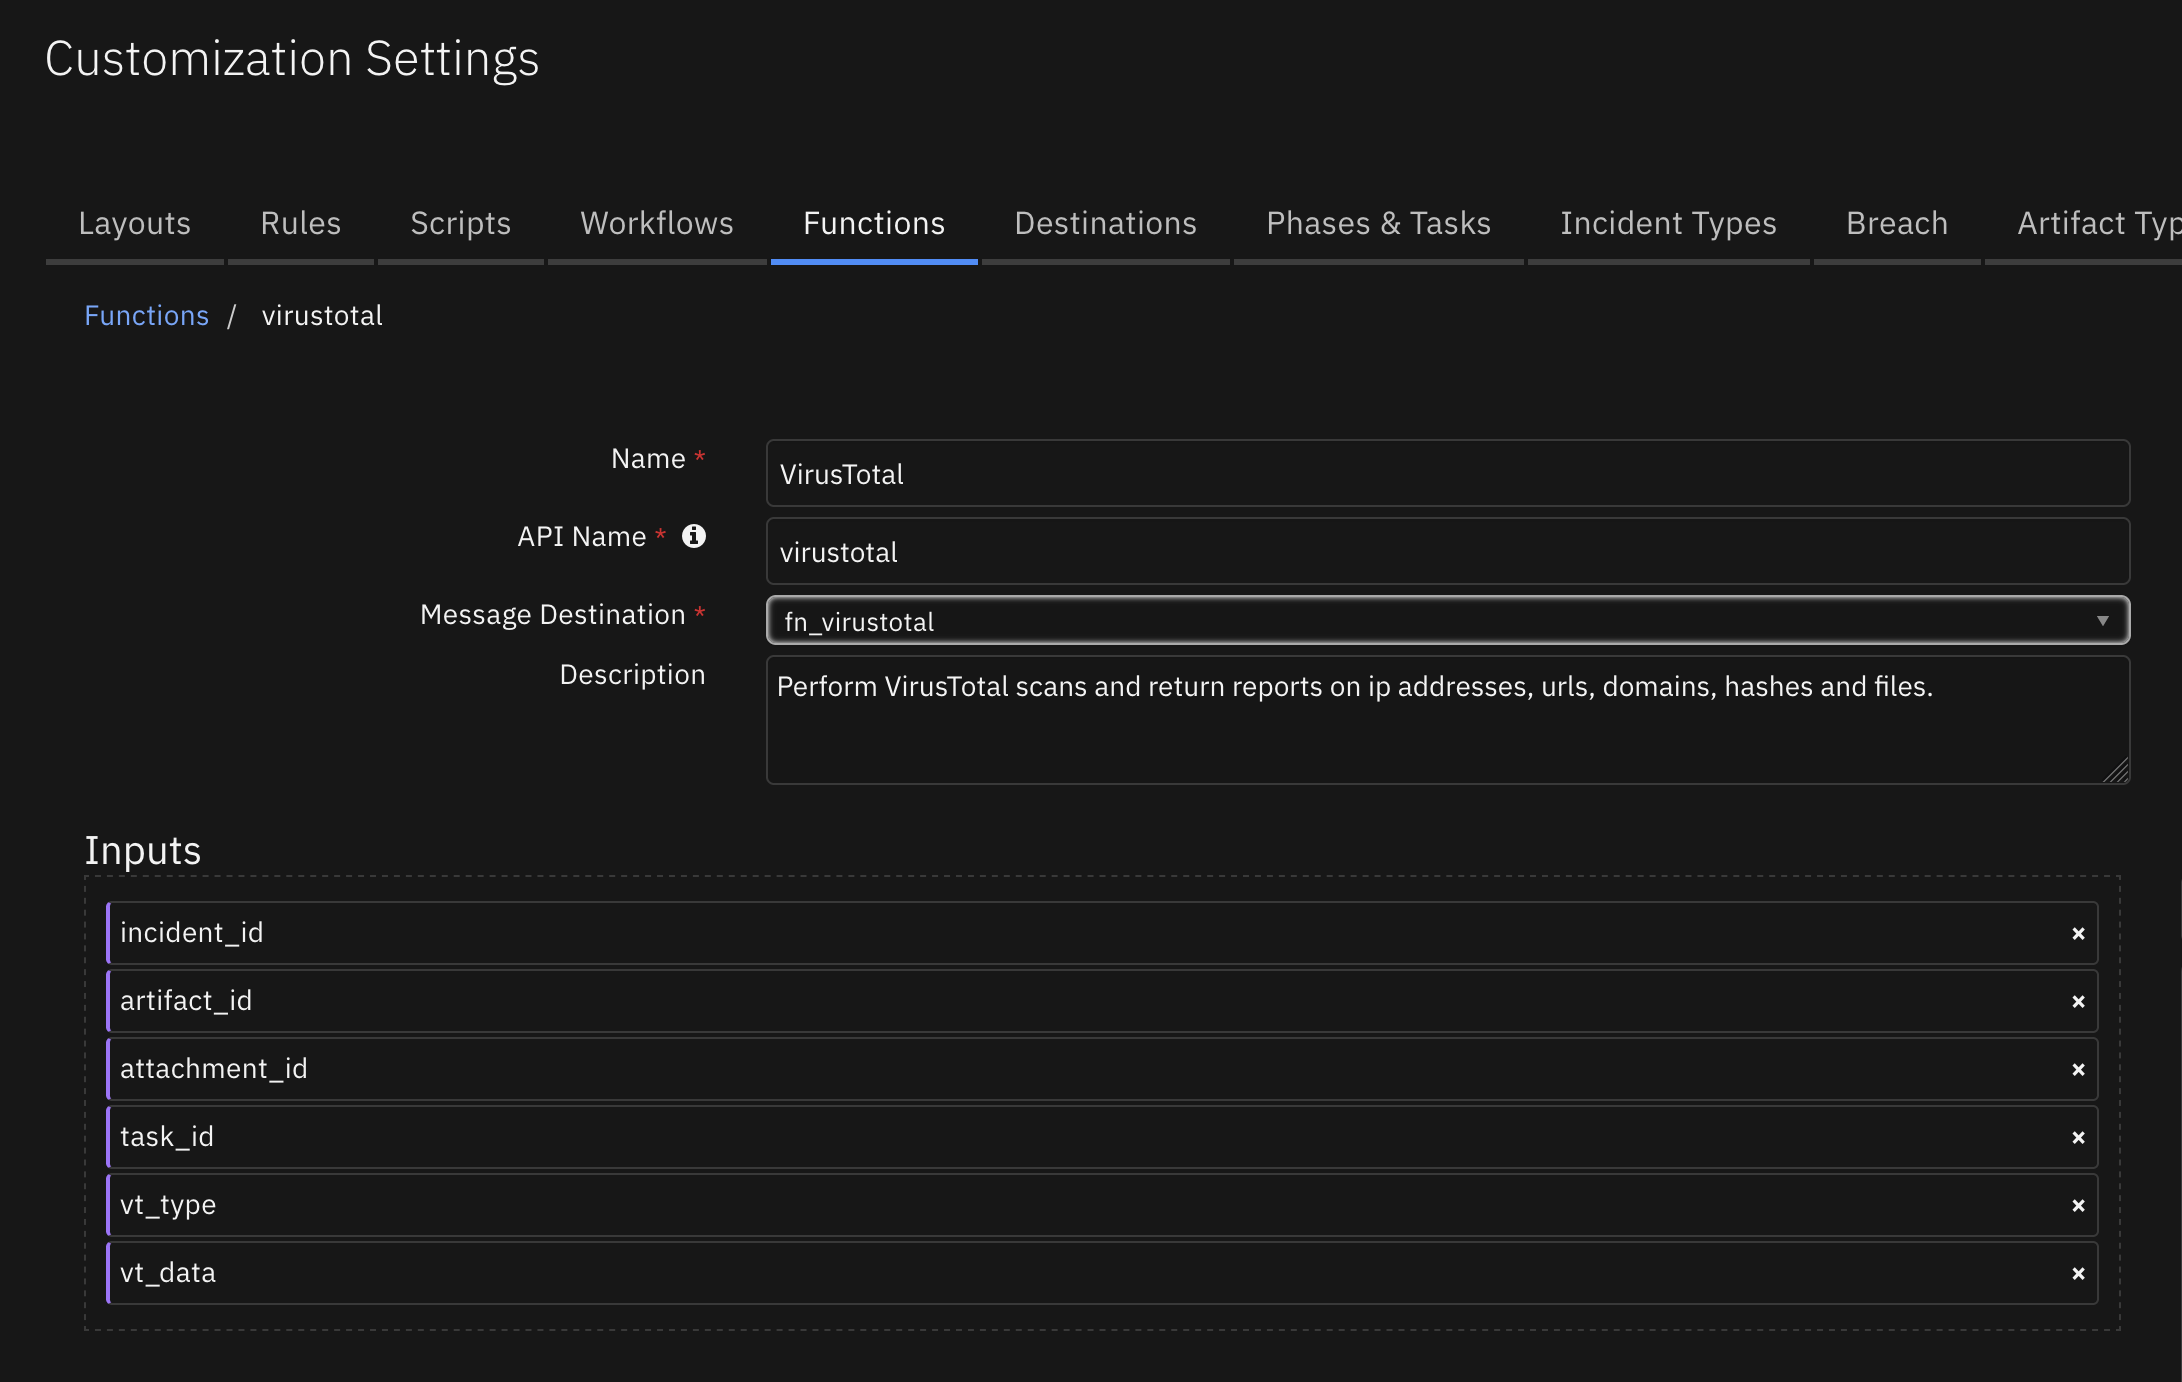 Customization Settings
Layouts Rules Scripts Workflows Functions Destinations Phases & Tasks Incident Types Breach Artifact Typ
Functions / virustotal
Name * VirusTotal
API Name * virustotal
Message Destination * fn_virustotal
Description Perform VirusTotal scans and return reports on ip addresses, urls, domains, hashes and files.
Inputs
incident_id ×
artifact_id ×
attachment_id ×
task_id ×
vt_type ×
vt_data ×